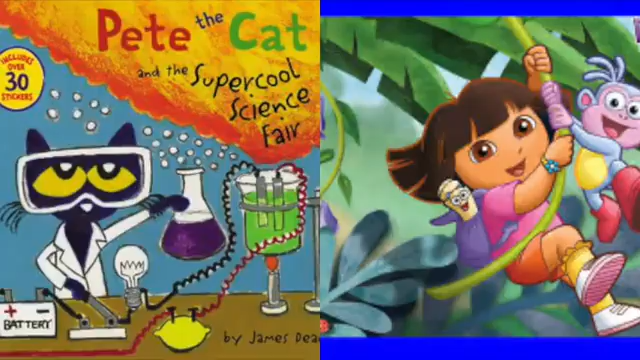 Pete the Cat
and the Supercool
Science
Fair
INCLUDES
OVER
30
STICKERS
+ -
BATTERY
by James Dea